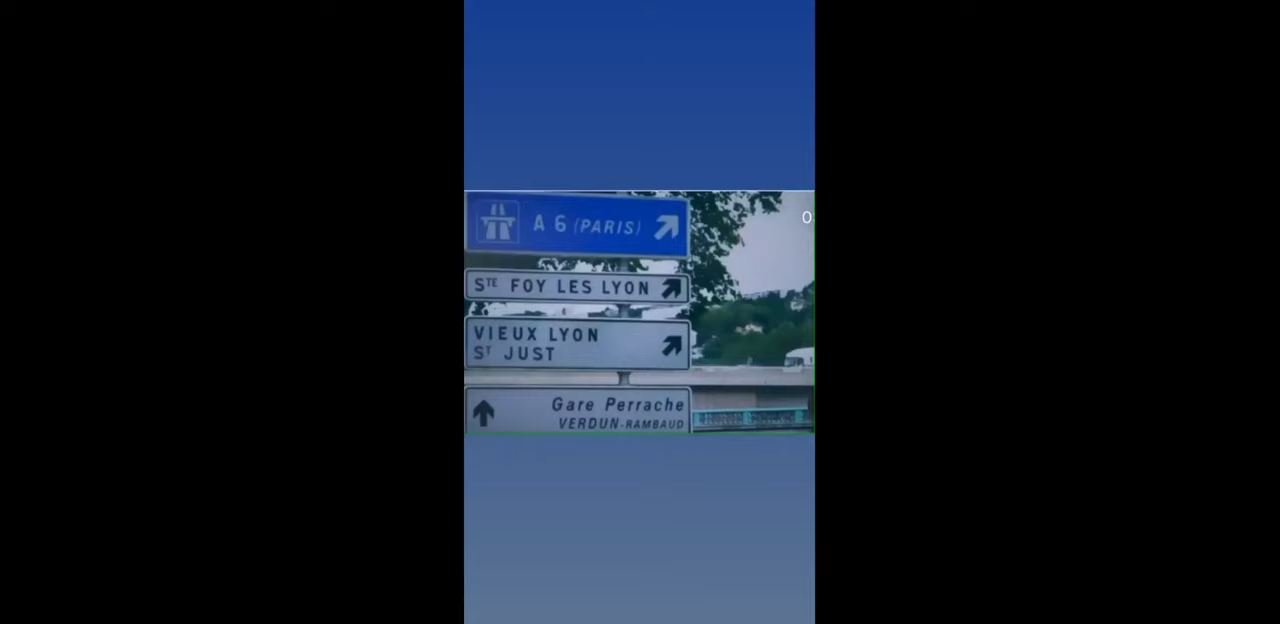 A 6 (PARIS)
STE FOY LES LYON
VIEUX LYON
ST JUST
Gare Perrache
VERDUN-RAMBAUD